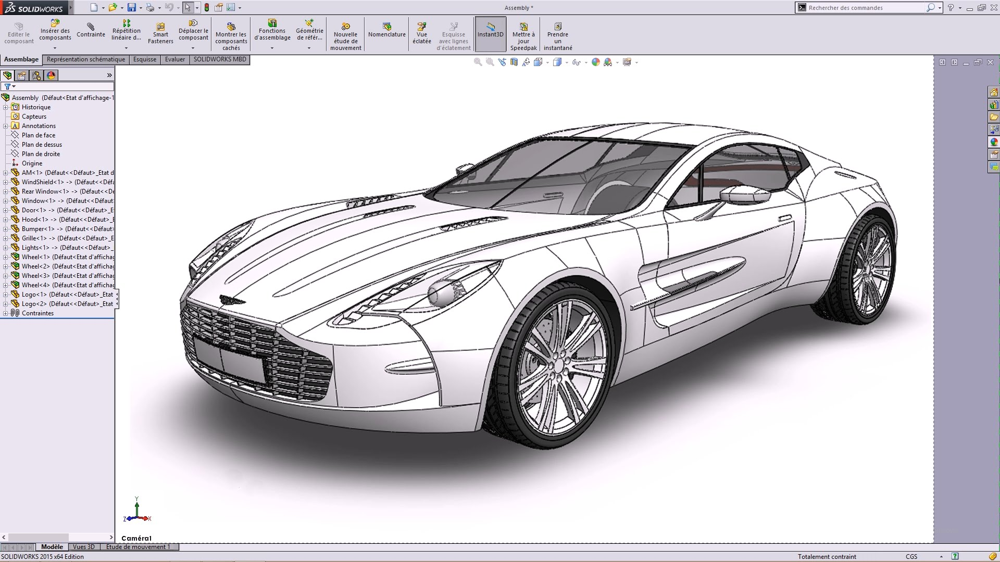 SOLIDWORKS
Assembly *
Rechercher des commandes
Editer le composant
Insérer des composants
Contrainte
Répétition linéaire d...
Smart Fasteners
Déplacer le composant
Montrer les composants cachés
Fonctions d'assemblage
Géométrie de référ...
Nouvelle étude de mouvement
Nomenclature
Vue éclatée
Esquisse avec lignes d'éclatement
Instant3D
Mettre à jour Speedpak
Prendre un instantané
Assemblage
Représentation schématique
Esquisse
Evaluer
SOLIDWORKS MBD
Assembly (Défaut<Etat d'affichage-1
Historique
Capteurs
Annotations
Plan de face
Plan de dessus
Plan de droite
Origine
AM<1> (Défaut<<Défaut>_Etat d
WindShield<1> -> (Défaut<<Défa
Rear Window<1> -> (Défaut<<De
Window<1> -> (Défaut<<Défaut
Door<1> -> (Défaut<<Défaut>_E
Hood<1> -> (Défaut<<Défaut>_E
Bumper<1> -> (Défaut<<Défaut>
Grille<1> -> (Défaut<<Défaut>_E
Lights<1> -> (Défaut<<Défaut>_
Wheel<1> (Défaut<Etat d'affichag
Wheel<2> (Défaut<Etat d'affichag
Wheel<3> (Défaut<Etat d'affichag
Wheel<4> (Défaut<Etat d'affichag
Logo<1> (Défaut<<Défaut>_Etat
Logo<2> (Défaut<<Défaut>_Etat
Contraintes
Y
Z
X
Caméra1
Modèle
Vues 3D
Etude de mouvement 1
SOLIDWORKS 2015 x64 Edition
Totalement contraint
CGS